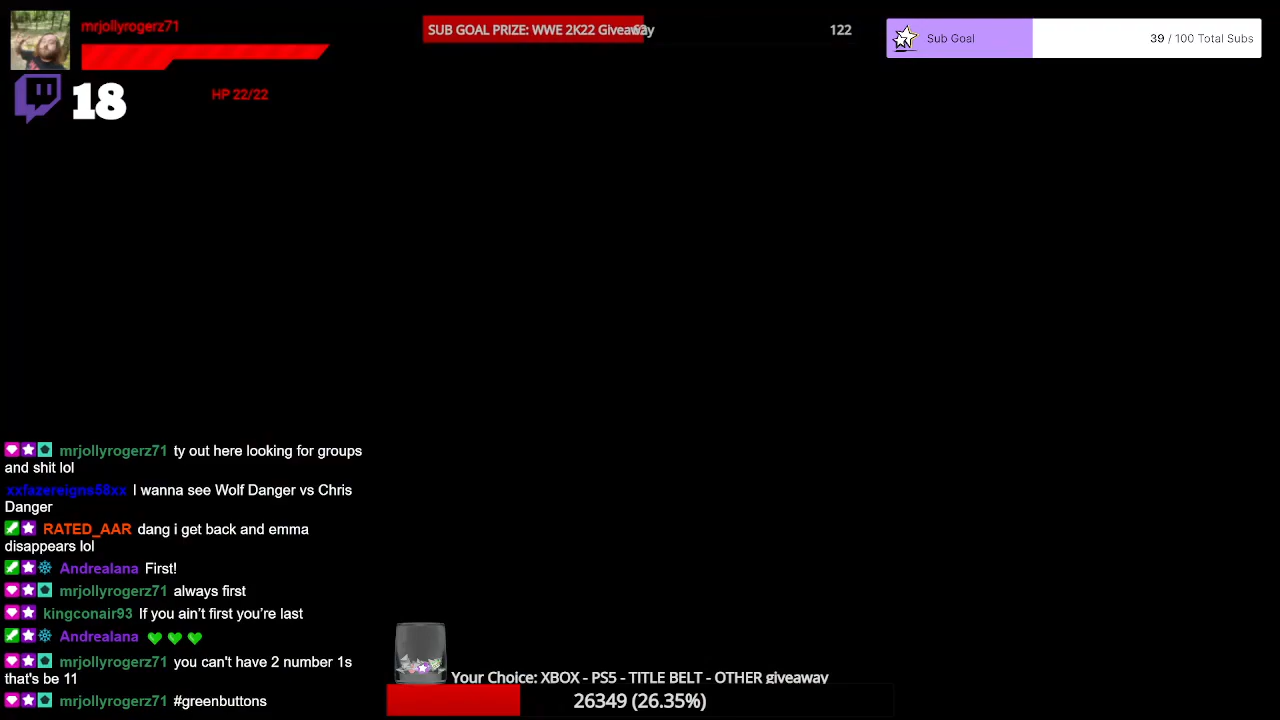 mrjollyrogerz71
SUB GOAL PRIZE: WWE 2K22 Giveaway
122
Sub Goal
39 / 100 Total Subs
18
HP 22/22
mrjollyrogerz71 ty out here looking for groups
and shit lol
xxfazereigns58xx I wanna see Wolf Danger vs Chris
Danger
RATED_AAR dang i get back and emma
disappears lol
Andrealana First!
mrjollyrogerz71 always first
kingconair93 If you ain’t first you’re last
Andrealana
mrjollyrogerz71 you can't have 2 number 1s
that's be 11
mrjollyrogerz71 #greenbuttons
Your Choice: XBOX - PS5 - TITLE BELT - OTHER giveaway
26349 (26.35%)